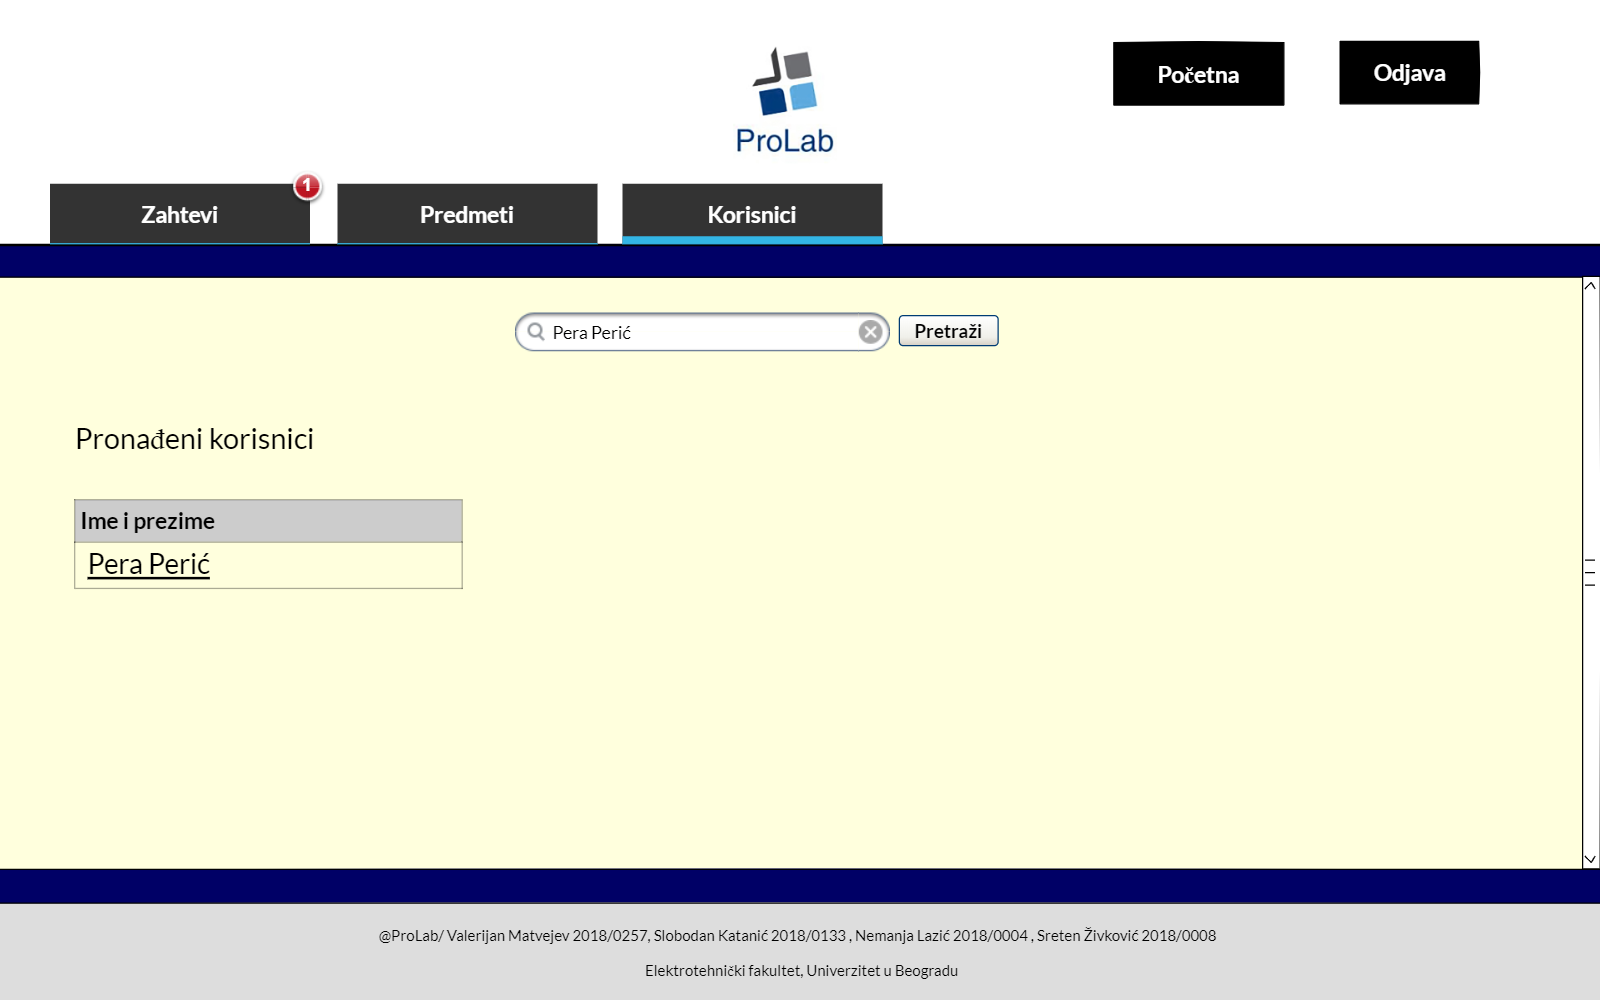 ProLab
Početna
Odjava
Zahtevi
1
Predmeti
Korisnici
Pera Perić
Pretraži
Pronađeni korisnici
Ime i prezime
Pera Perić
@ProLab/ Valerijan Matvejev 2018/0257, Slobodan Katanić 2018/0133 , Nemanja Lazić 2018/0004 , Sreten Živković 2018/0008
Elektrotehnički fakultet, Univerzitet u Beogradu